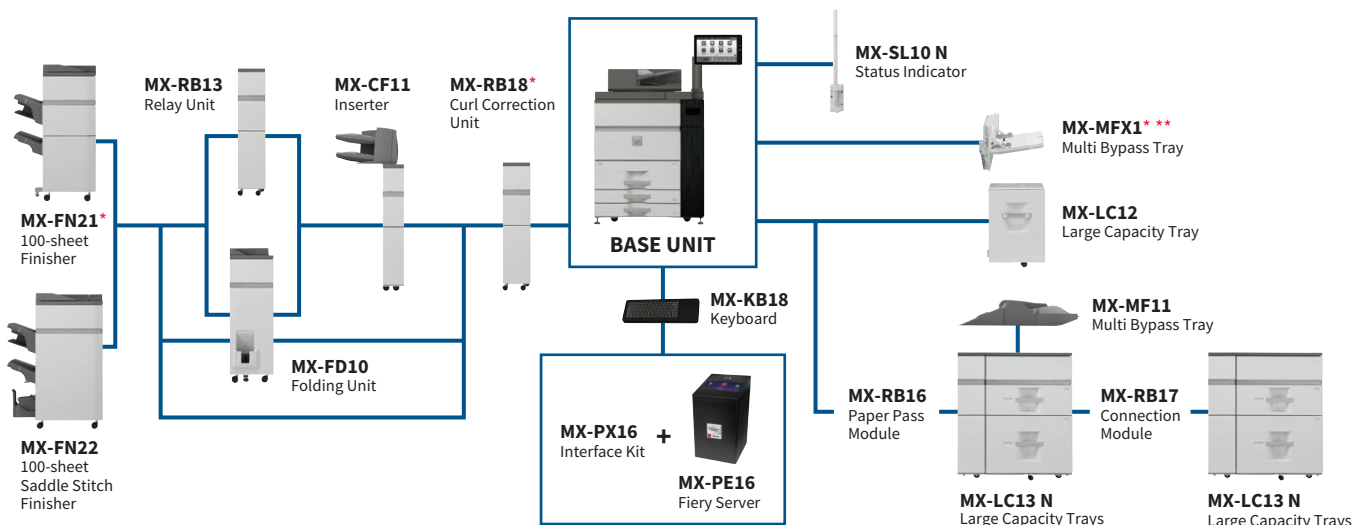 MX-SL10 N
Status Indicator
MX-RB13
Relay Unit
MX-CF11
Inserter
MX-RB18*
Curl Correction
Unit
MX-MFX1* **
Multi Bypass Tray
MX-FN21*
100-sheet
Finisher
MX-LC12
Large Capacity Tray
BASE UNIT
MX-KB18
Keyboard
MX-MF11
Multi Bypass Tray
MX-FD10
Folding Unit
MX-RB16
Paper Pass
Module
MX-RB17
Connection
Module
MX-FN22
100-sheet
Saddle Stitch
Finisher
MX-PX16
Interface Kit
+
MX-PE16
Fiery Server
MX-LC13 N
Large Capacity Trays
MX-LC13 N
Large Capacity Trays